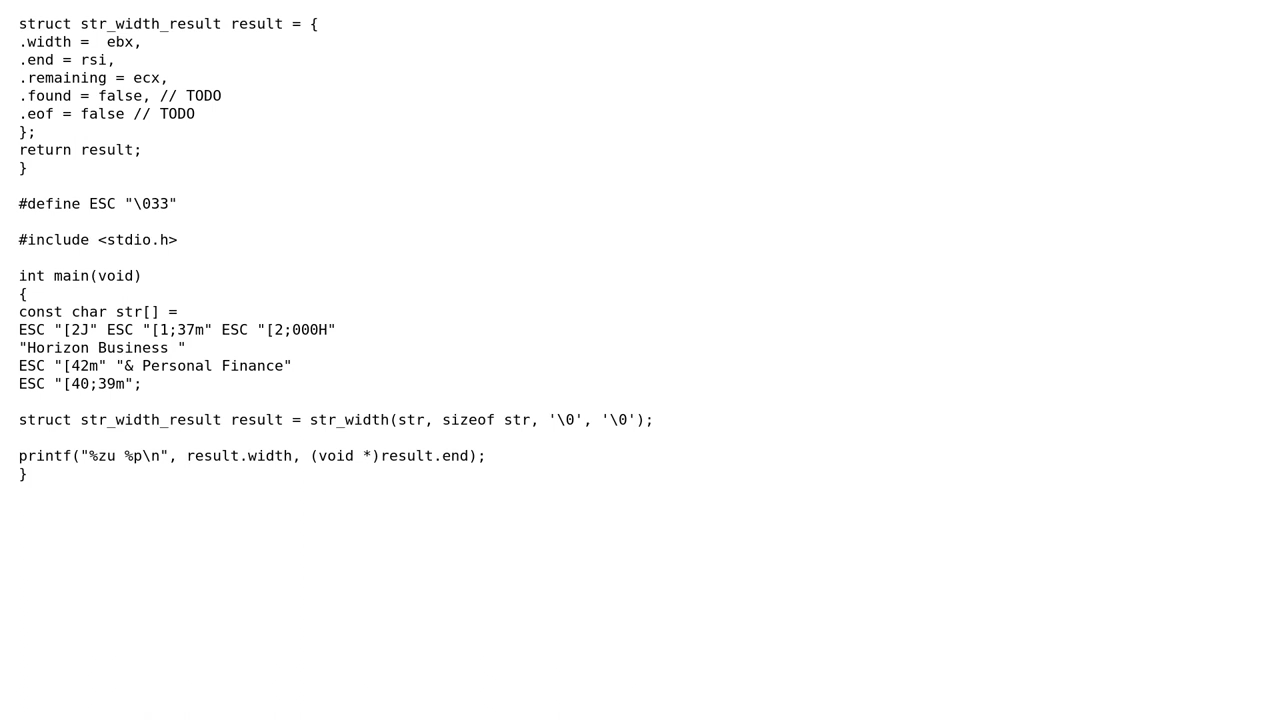 struct str_width_result result = {
.width =  ebx,
.end = rsi,
.remaining = ecx,
.found = false, // TODO
.eof = false // TODO
};
return result;
}

#define ESC "\033"

#include <stdio.h>

int main(void)
{
const char str[] =
ESC "[2J" ESC "[1;37m" ESC "[2;000H"
"Horizon Business "
ESC "[42m" "& Personal Finance"
ESC "[40;39m";

struct str_width_result result = str_width(str, sizeof str, '\0', '\0');

printf("%zu %p\n", result.width, (void *)result.end);
}